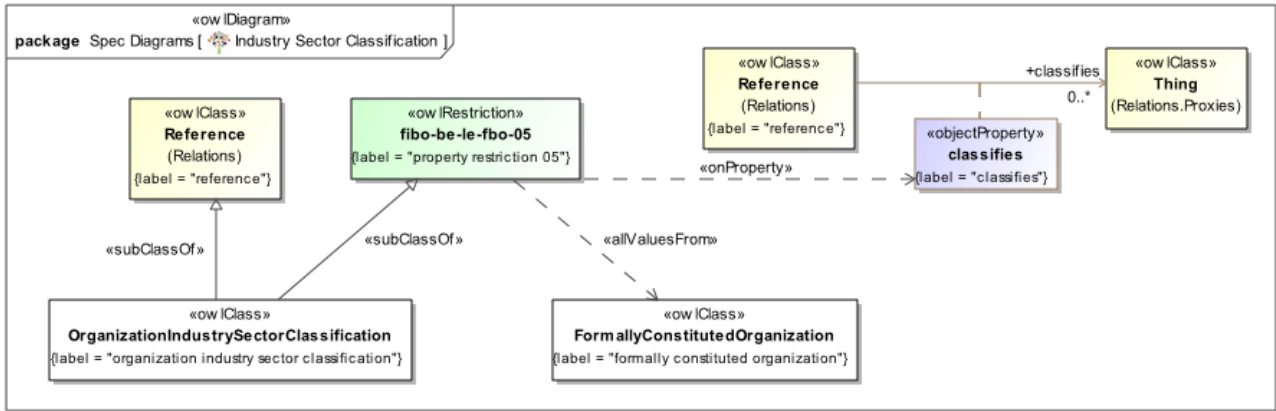 «owlDiagram»
package Spec Diagrams [ Industry Sector Classification ]
«owlClass»
Reference
(Relations)
{label = "reference"}
«owlRestriction»
fibo-be-le-fbo-05
{label = "property restriction 05"}
«owlClass»
Reference
(Relations)
{label = "reference"}
+classifies
0..*
«owlClass»
Thing
(Relations.Proxies)
«objectProperty»
classifies
{label = "classifies"}
«onProperty»
«subClassOf»
«subClassOf»
«allValuesFrom»
«owlClass»
OrganizationIndustrySectorClassification
{label = "organization industry sector classification"}
«owlClass»
FormallyConstitutedOrganization
{label = "formally constituted organization"}